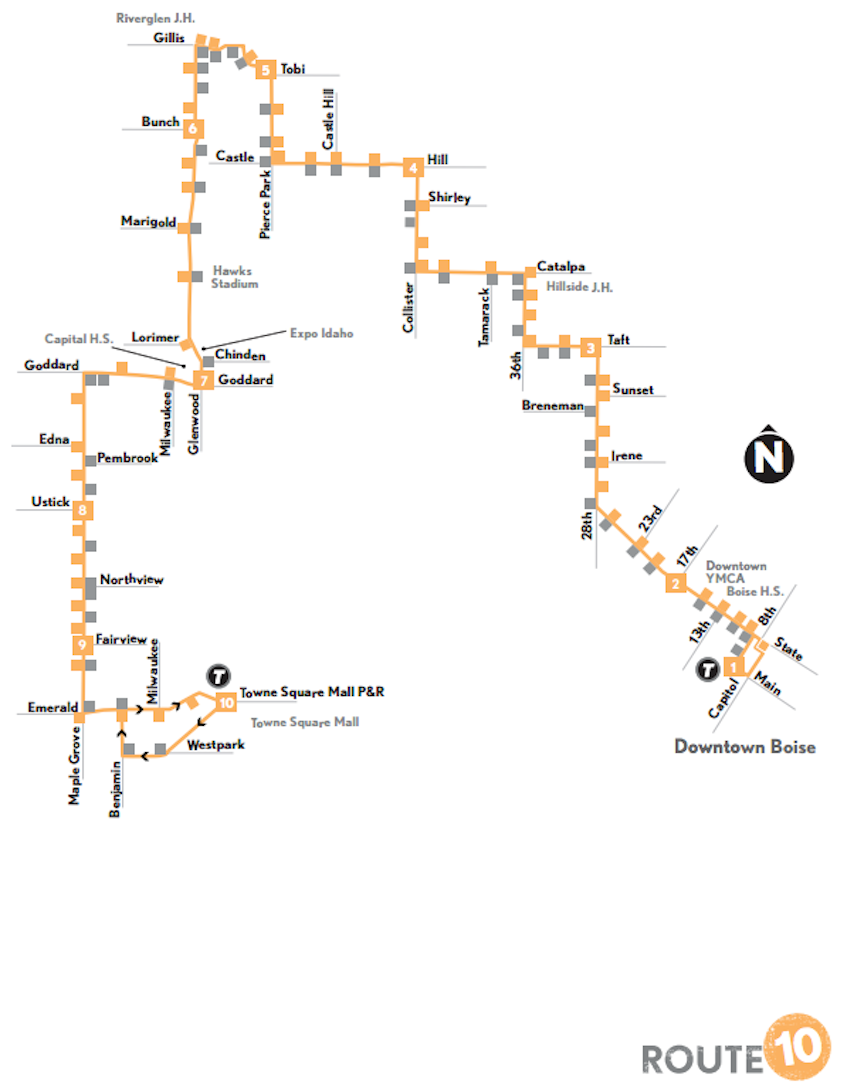 Riverglen J.H.
Gillis
5
Tobi
Bunch
6
Castle Hill
Castle
4
Hill
Pierce Park
Shirley
Marigold
Hawks
Stadium
Collister
Tamarack
Catalpa
Hillside J.H.
Lorimer
Expo Idaho
Capital H.S.
Chinden
36th
3
Taft
Goddard
7
Goddard
Milwaukee
Glenwood
Sunset
Breneman
Edna
Pembrook
Irene
N
Ustick
8
28th
23rd
17th
2
Downtown
YMCA
Boise H.S.
Northview
13th
8th
9
Fairview
Milwaukee
State
T
1
Main
Capitol
T
Emerald
10
Towne Square Mall P&R
Towne Square Mall
Westpark
Maple Grove
Benjamin
Downtown Boise
ROUTE 10